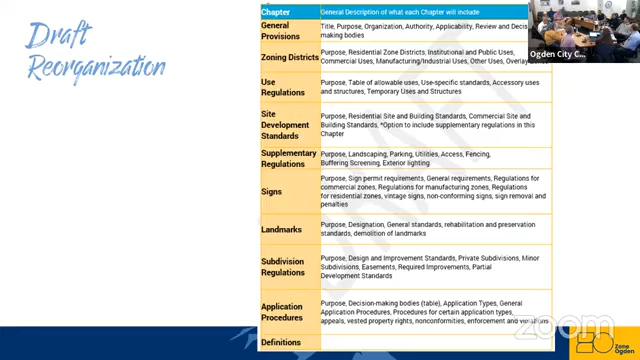 Draft
Reorganization
Chapter
General Description of what each Chapter will include
General
Provisions
Title, Purpose, Organization, Authority, Applicability, Review and Decision
making bodies
Zoning Districts
Purpose, Residential Zone Districts, Institutional and Public Uses,
Commercial Uses, Manufacturing/Industrial Uses, Other Uses, Overlay Zones
Use
Regulations
Purpose, Table of allowable uses, Use-specific standards, Accessory uses
and structures, Temporary Uses and Structures
Site
Development
Standards
Purpose, Residential Site and Building Standards, Commercial Site and
Building Standards, *Option to include supplementary regulations in this
Chapter
Supplementary
Regulations
Purpose, Landscaping, Parking, Utilities, Access, Fencing,
Buffering Screening, Exterior lighting
Signs
Purpose, Sign permit requirements, General requirements, Regulations for
commercial zones, Regulations for manufacturing zones, Regulations
for residential zones, vintage signs, non-conforming signs, sign removal and
penalties
Landmarks
Purpose, Designation, General standards, rehabilitation and preservation
standards, demolition of landmarks
Subdivision
Regulations
Purpose, Design and Improvement Standards, Private Subdivisions, Minor
Subdivisions, Easements, Required Improvements, Partial
Development Standards
Application
Procedures
Purpose, Decision-making bodies (table), Application Types, General
Application Procedures, Procedures for certain application types,
appeals, vested property rights, nonconformities, enforcement and violations
Definitions
DRAFT
Ogden City C...
zoom
Zone
Ogden